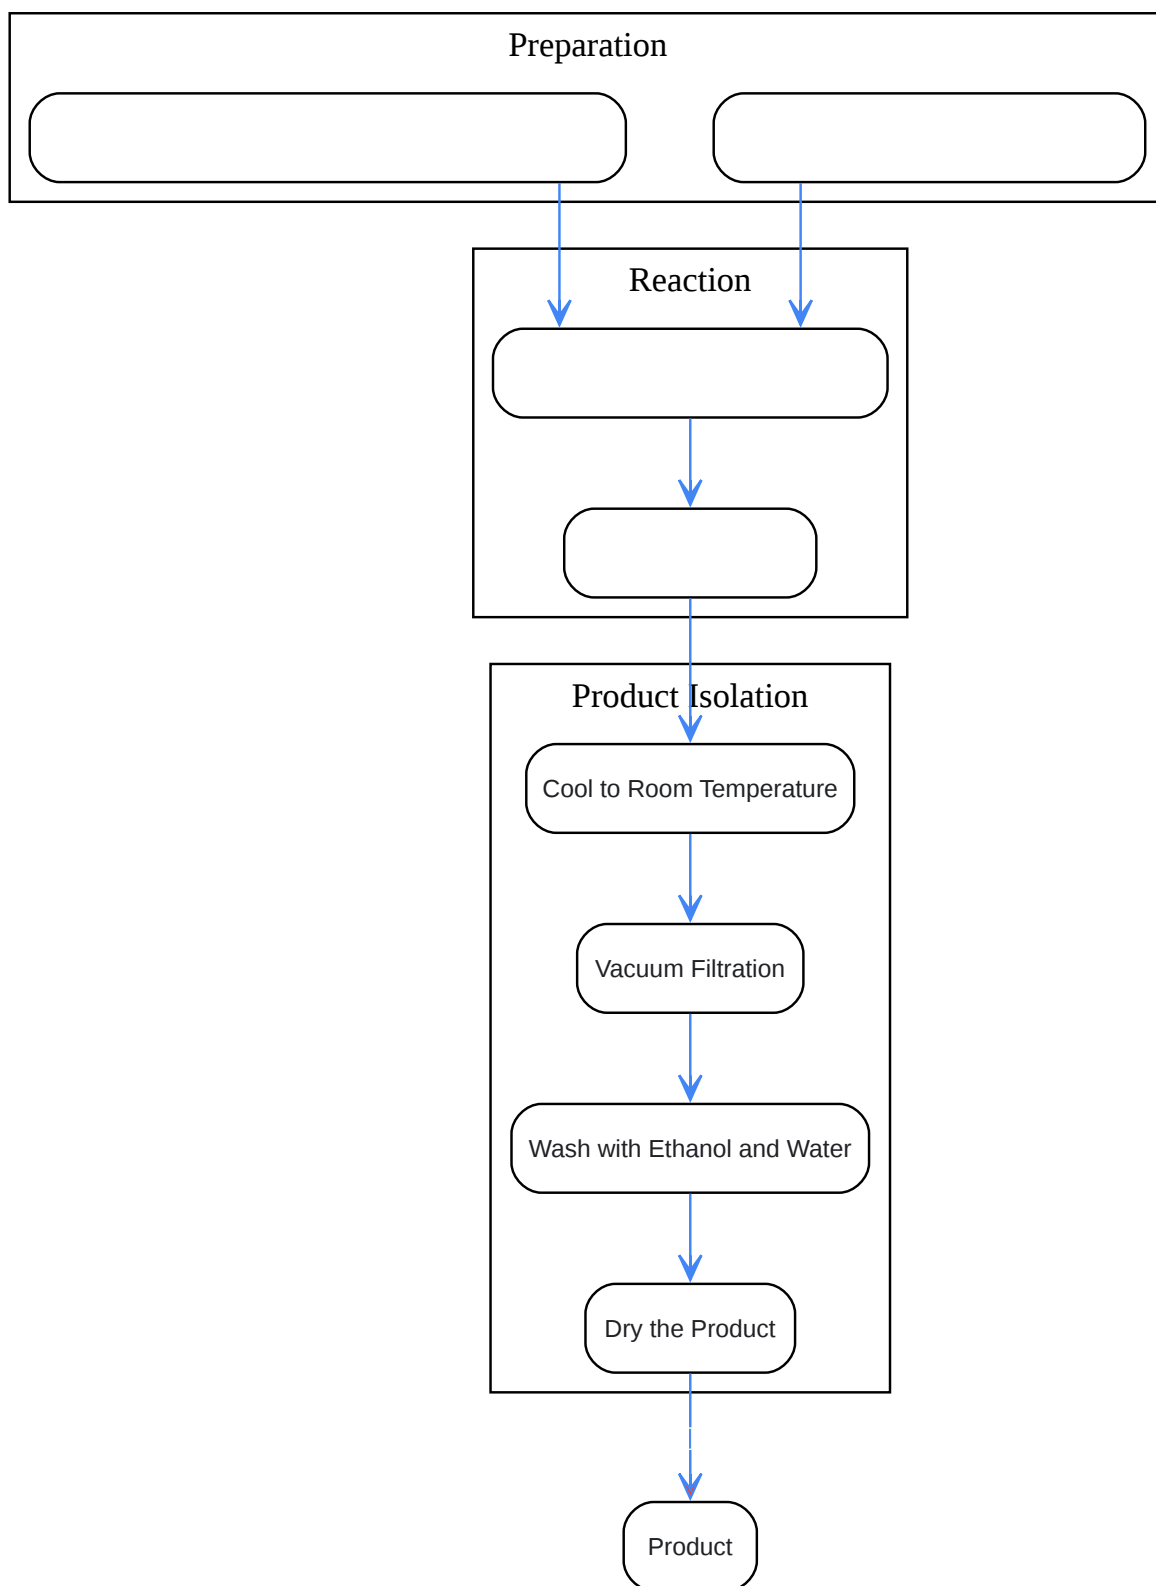 Preparation
Reaction
Product Isolation
Cool to Room Temperature
Vacuum Filtration
Wash with Ethanol and Water
Dry the Product
Product